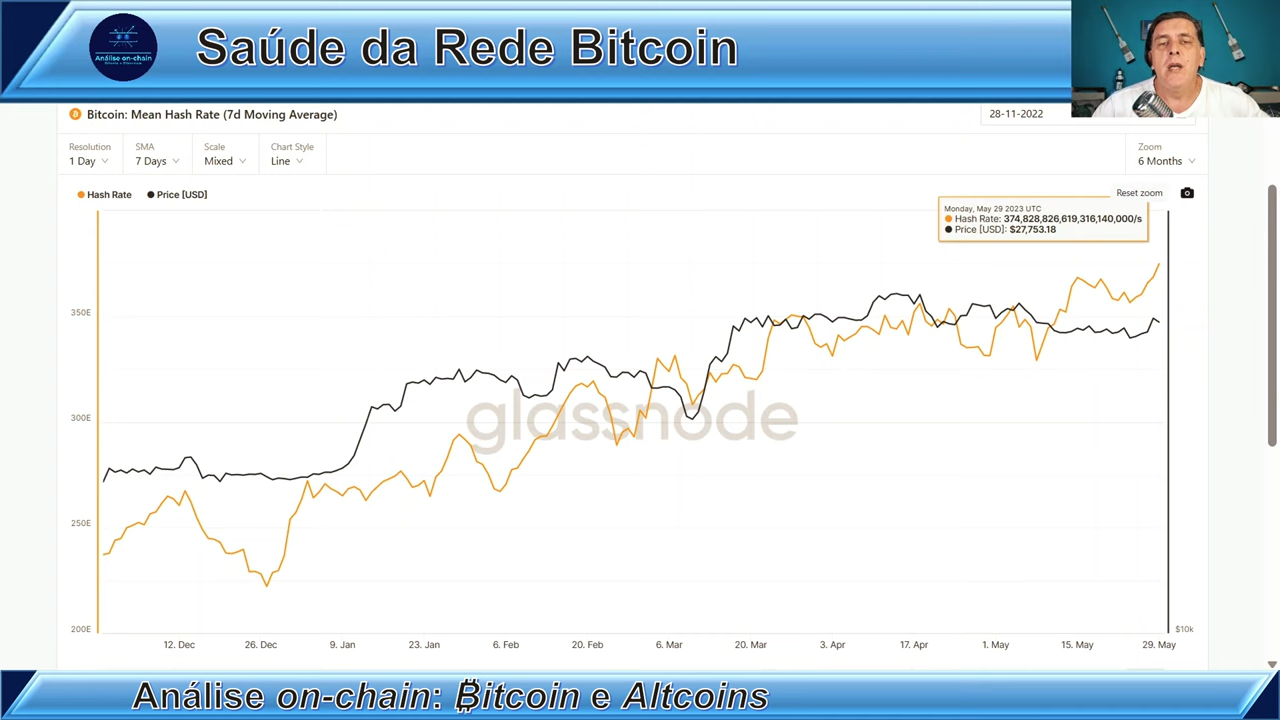 Análise on-chain
Saúde da Rede Bitcoin
Bitcoin: Mean Hash Rate (7d Moving Average)
28-11-2022
Resolution
1 Day
SMA
7 Days
Scale
Mixed
Chart Style
Line
Zoom
6 Months
Hash Rate
Price [USD]
Reset zoom
Monday, May 29 2023 UTC
Hash Rate: 374,828,826,619,316,140,000/s
Price [USD]: $27,753.18
350E
300E
250E
200E
$10k
glassnode
12. Dec
26. Dec
9. Jan
23. Jan
6. Feb
20. Feb
6. Mar
20. Mar
3. Apr
17. Apr
1. May
15. May
29. May
Análise on-chain: ₿itcoin e Altcoins